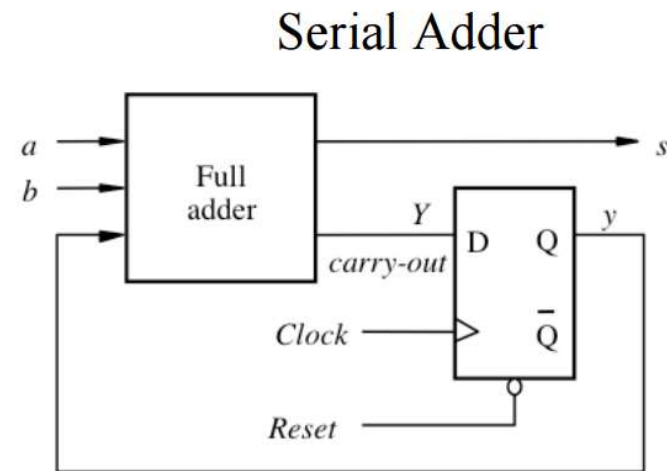 Serial Adder
a
b
Full
adder
s
Y
carry-out
D
Q
y
Q̅
Clock
Reset